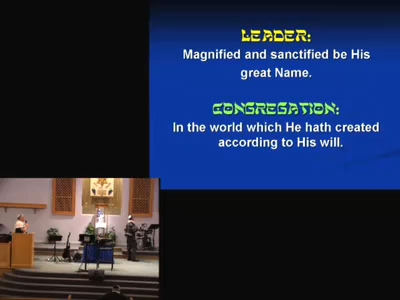 LEADER:
Magnified and sanctified be His
great Name.
CONGREGATION:
In the world which He hath created
according to His will.